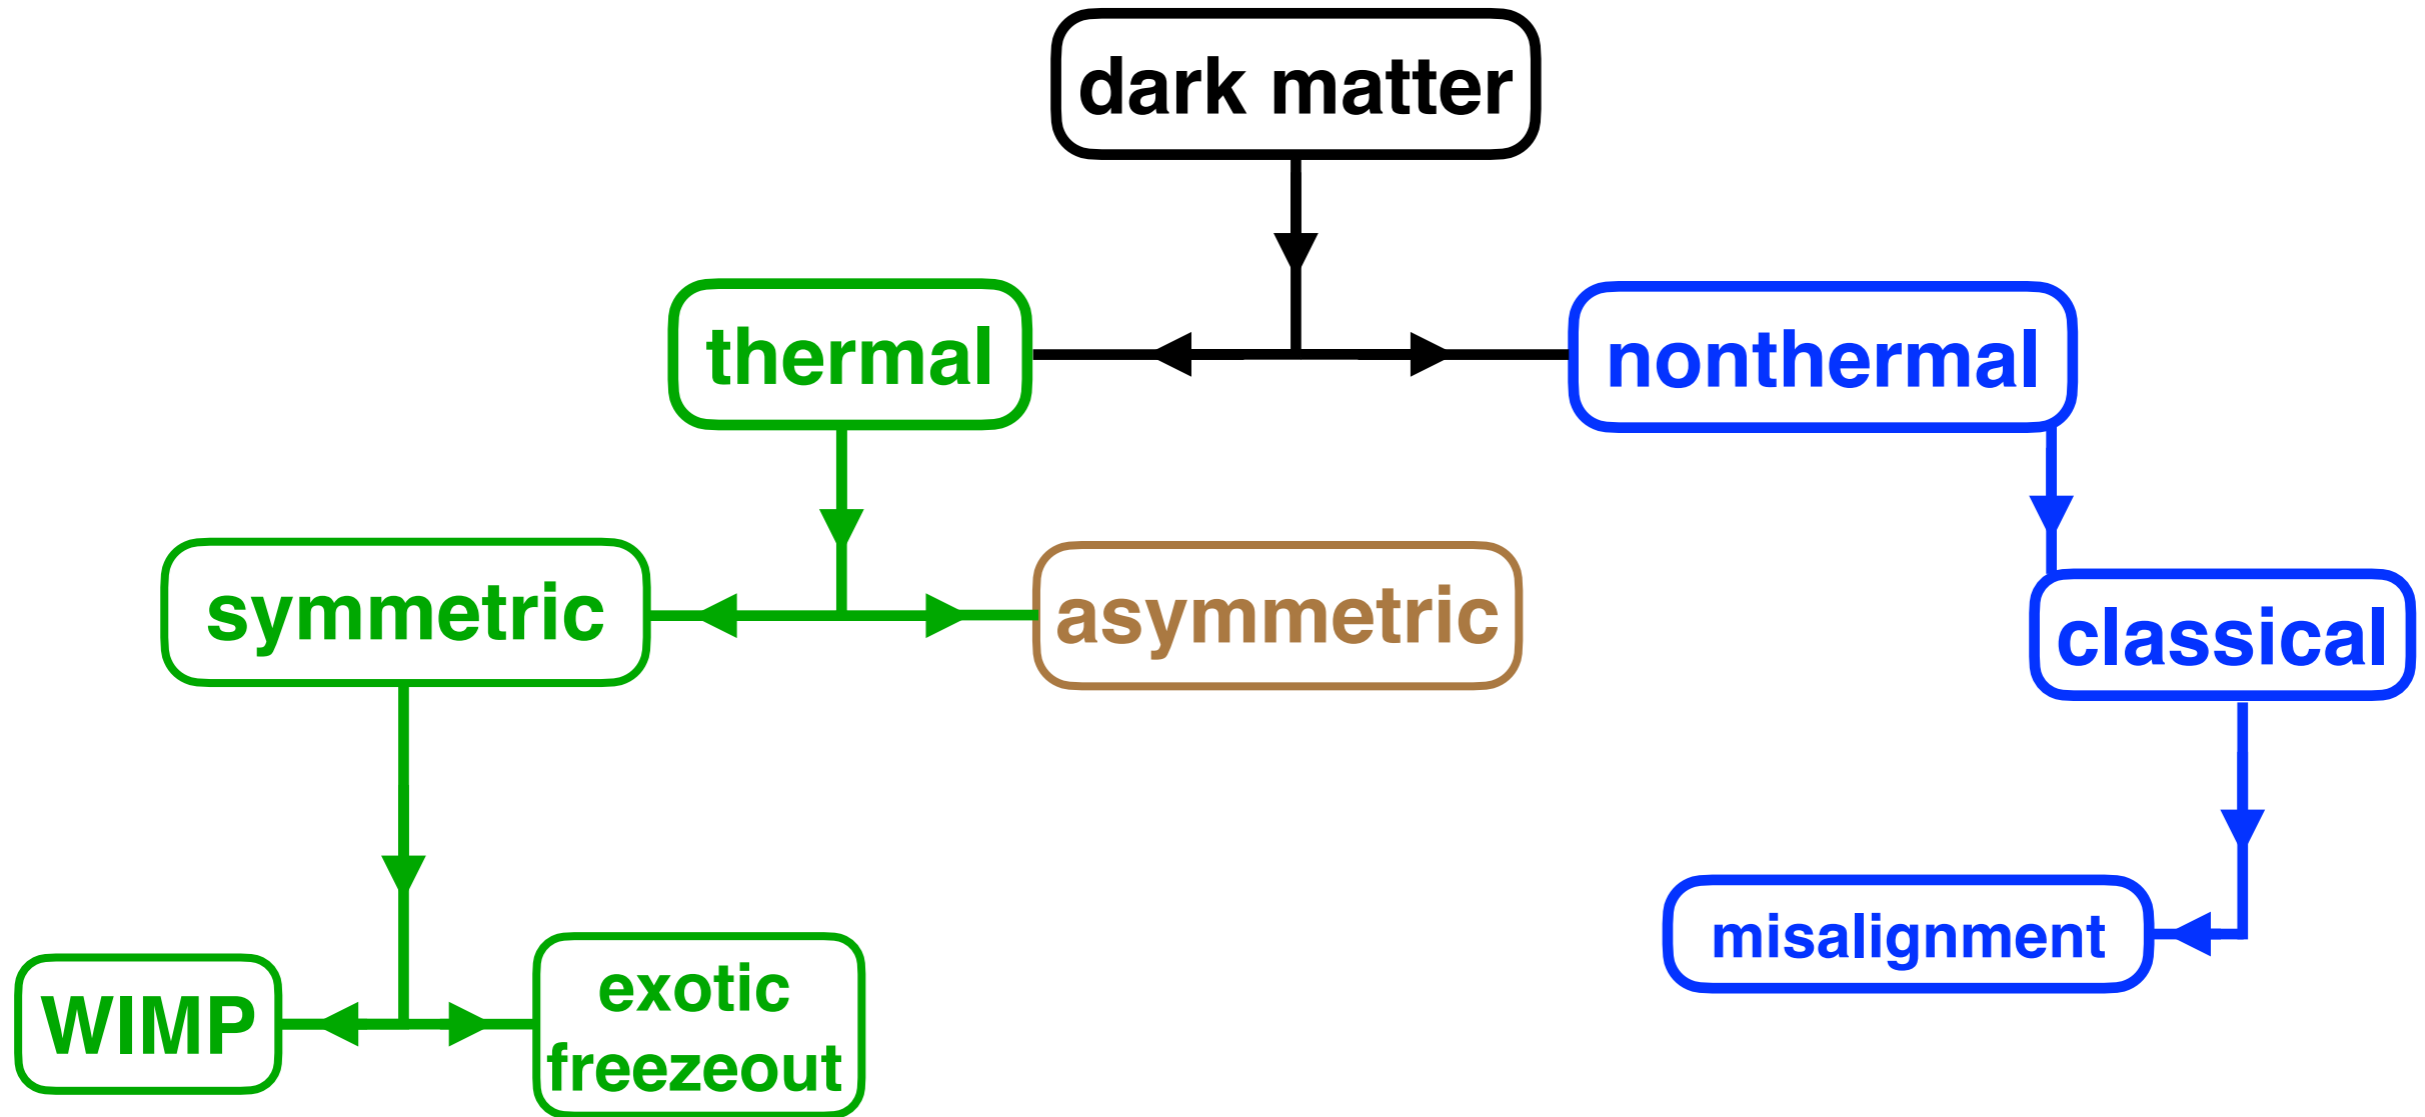 dark matter
thermal
nonthermal
symmetric
asymmetric
classical
misalignment
WIMP
exotic
freezeout